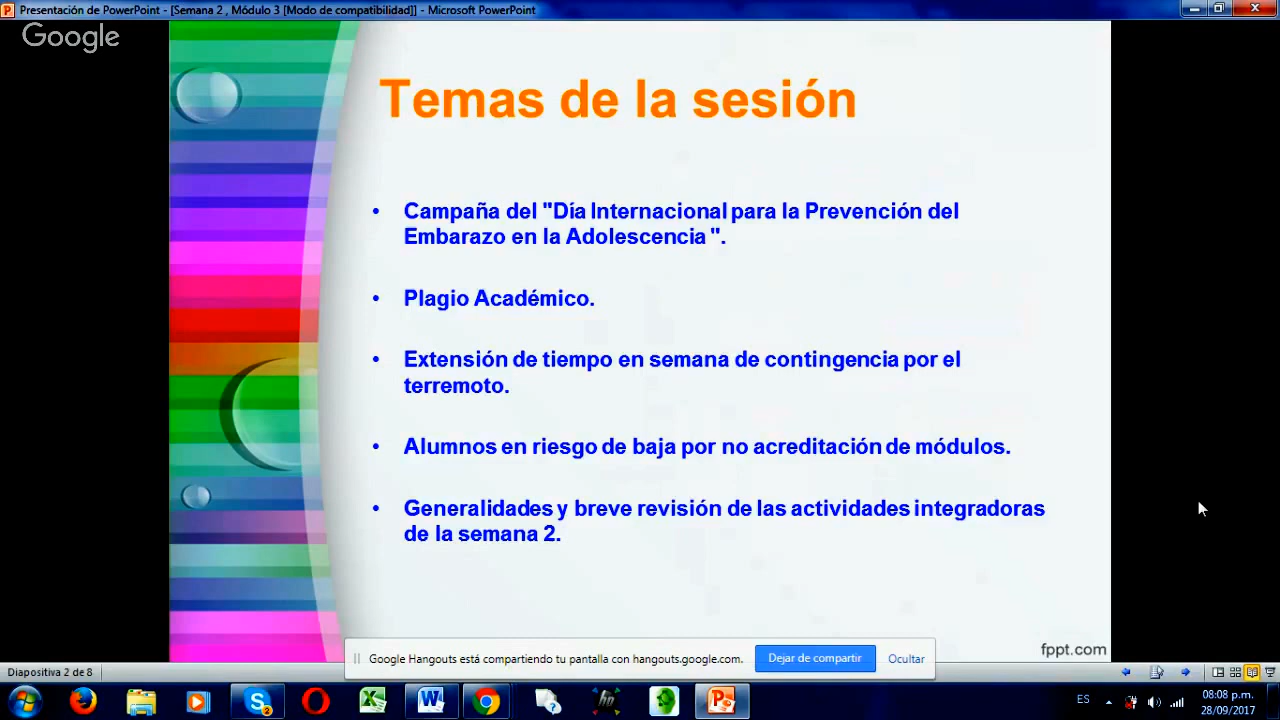 Presentación de PowerPoint - [Semana 2 , Módulo 3 [Modo de compatibilidad]] - Microsoft PowerPoint
Google
Temas de la sesión
• Campaña del "Día Internacional para la Prevención del
Embarazo en la Adolescencia ".
• Plagio Académico.
• Extensión de tiempo en semana de contingencia por el
terremoto.
• Alumnos en riesgo de baja por no acreditación de módulos.
• Generalidades y breve revisión de las actividades integradoras
de la semana 2.
fppt.com
Google Hangouts está compartiendo tu pantalla con hangouts.google.com. Dejar de compartir Ocultar
Diapositiva 2 de 8
ES 08:08 p.m.
28/09/2017